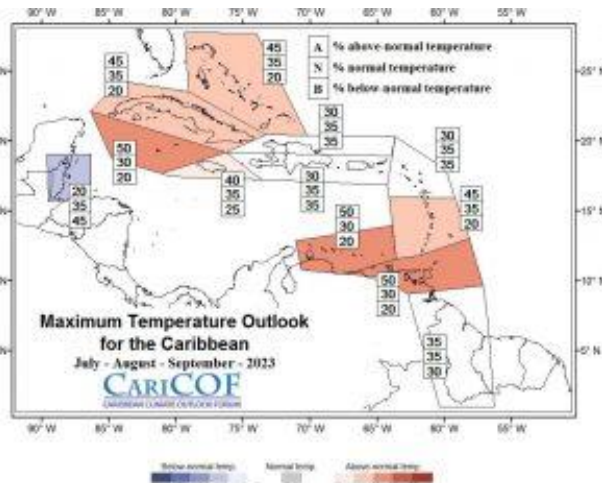 90° W 85° W 80° W 75° W 70° W 65° W 60° W 55° W
A % above-normal temperature
N % normal temperature
B % below-normal temperature
45
35
20
45
35
20
30
35
35
30
35
35
50
30
20
20
35
45
40
35
25
30
35
35
45
35
20
50
30
20
50
30
20
35
35
30
25° N
20° N
15° N
10° N
5° N
Maximum Temperature Outlook
for the Caribbean
July - August - September - 2023
CARICOF
CARIBBEAN CLIMATE OUTLOOK FORUM
90° W 85° W 80° W 75° W 70° W 65° W 60° W 55° W
Below-normal temp. Normal temp. Above-normal temp.